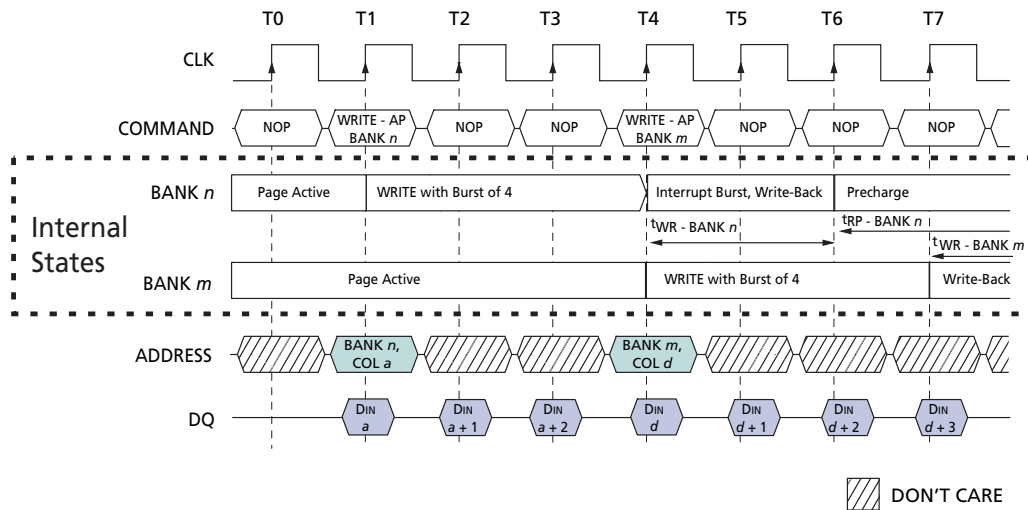 T0 T1 T2 T3 T4 T5 T6 T7
CLK
COMMAND NOP WRITE - AP BANK n NOP NOP WRITE - AP BANK m NOP NOP NOP
Internal States
BANK n Page Active WRITE with Burst of 4 Interrupt Burst, Write-Back Precharge
tWR - BANK n tRP - BANK n
tWR - BANK m
BANK m Page Active WRITE with Burst of 4 Write-Back
ADDRESS BANK n, COL a BANK m, COL d
DQ DIN a DIN a + 1 DIN a + 2 DIN d DIN d + 1 DIN d + 2 DIN d + 3
DON'T CARE